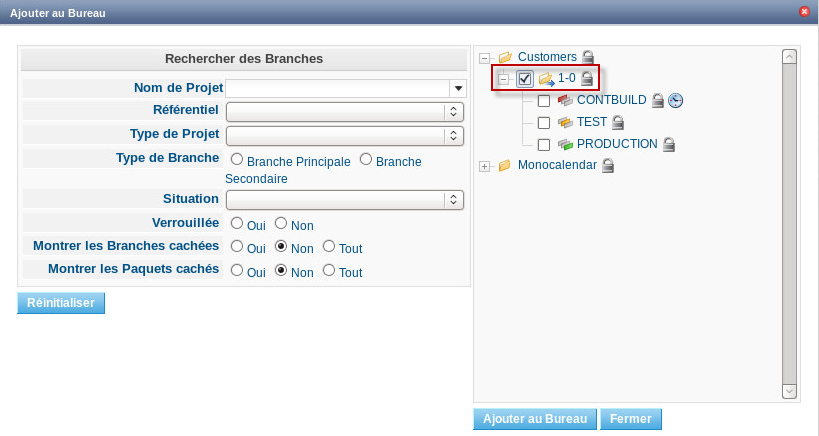 Ajouter au Bureau
Rechercher des Branches
Nom de Projet
Référentiel
Type de Projet
Type de Branche
Branche Principale Branche
Secondaire
Situation
Verrouillée
Oui Non
Montrer les Branches cachées
Oui Non Tout
Montrer les Paquets cachés
Oui Non Tout
Réinitialiser
Customers
1-0
CONTBUILD
TEST
PRODUCTION
Monocalendar
Ajouter au Bureau
Fermer